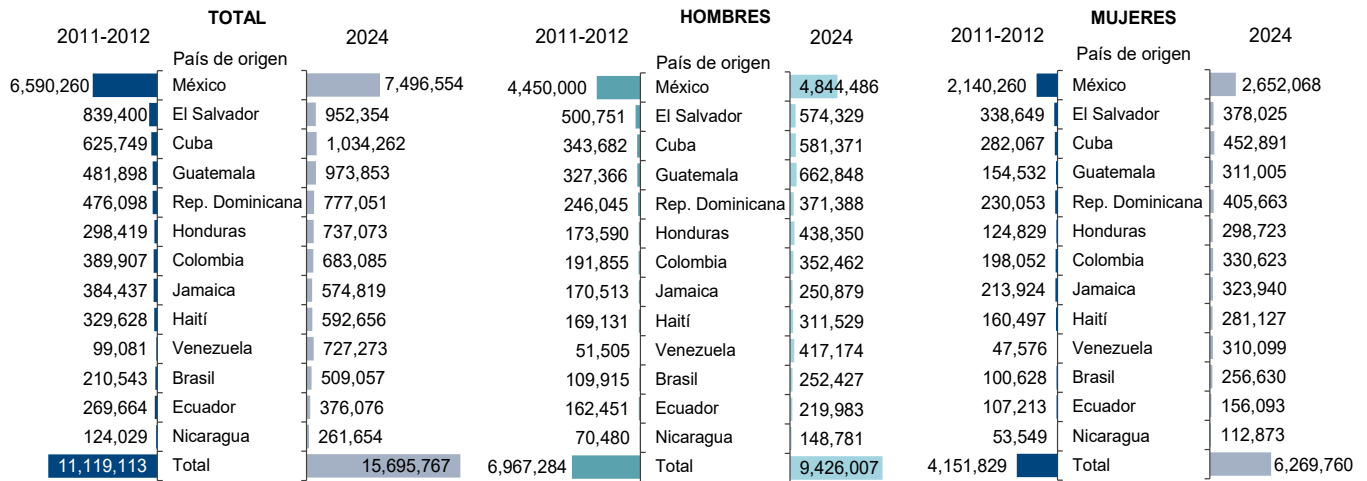 TOTAL HOMBRES MUJERES
2011-2012 2024 2011-2012 2024 2011-2012 2024
País de origen País de origen País de origen
6,590,260 México 7,496,554 4,450,000 México 4,844,486 2,140,260 México 2,652,068
839,400 El Salvador 952,354 500,751 El Salvador 574,329 338,649 El Salvador 378,025
625,749 Cuba 1,034,262 343,682 Cuba 581,371 282,067 Cuba 452,891
481,898 Guatemala 973,853 327,366 Guatemala 662,848 154,532 Guatemala 311,005
476,098 Rep. Dominicana 777,051 246,045 Rep. Dominicana 371,388 230,053 Rep. Dominicana 405,663
298,419 Honduras 737,073 173,590 Honduras 438,350 124,829 Honduras 298,723
389,907 Colombia 683,085 191,855 Colombia 352,462 198,052 Colombia 330,623
384,437 Jamaica 574,819 170,513 Jamaica 250,879 213,924 Jamaica 323,940
329,628 Haití 592,656 169,131 Haití 311,529 160,497 Haití 281,127
99,081 Venezuela 727,273 51,505 Venezuela 417,174 47,576 Venezuela 310,099
210,543 Brasil 509,057 109,915 Brasil 252,427 100,628 Brasil 256,630
269,664 Ecuador 376,076 162,451 Ecuador 219,983 107,213 Ecuador 156,093
124,029 Nicaragua 261,654 70,480 Nicaragua 148,781 53,549 Nicaragua 112,873
11,119,113 Total 15,695,767 6,967,284 Total 9,426,007 4,151,829 Total 6,269,760